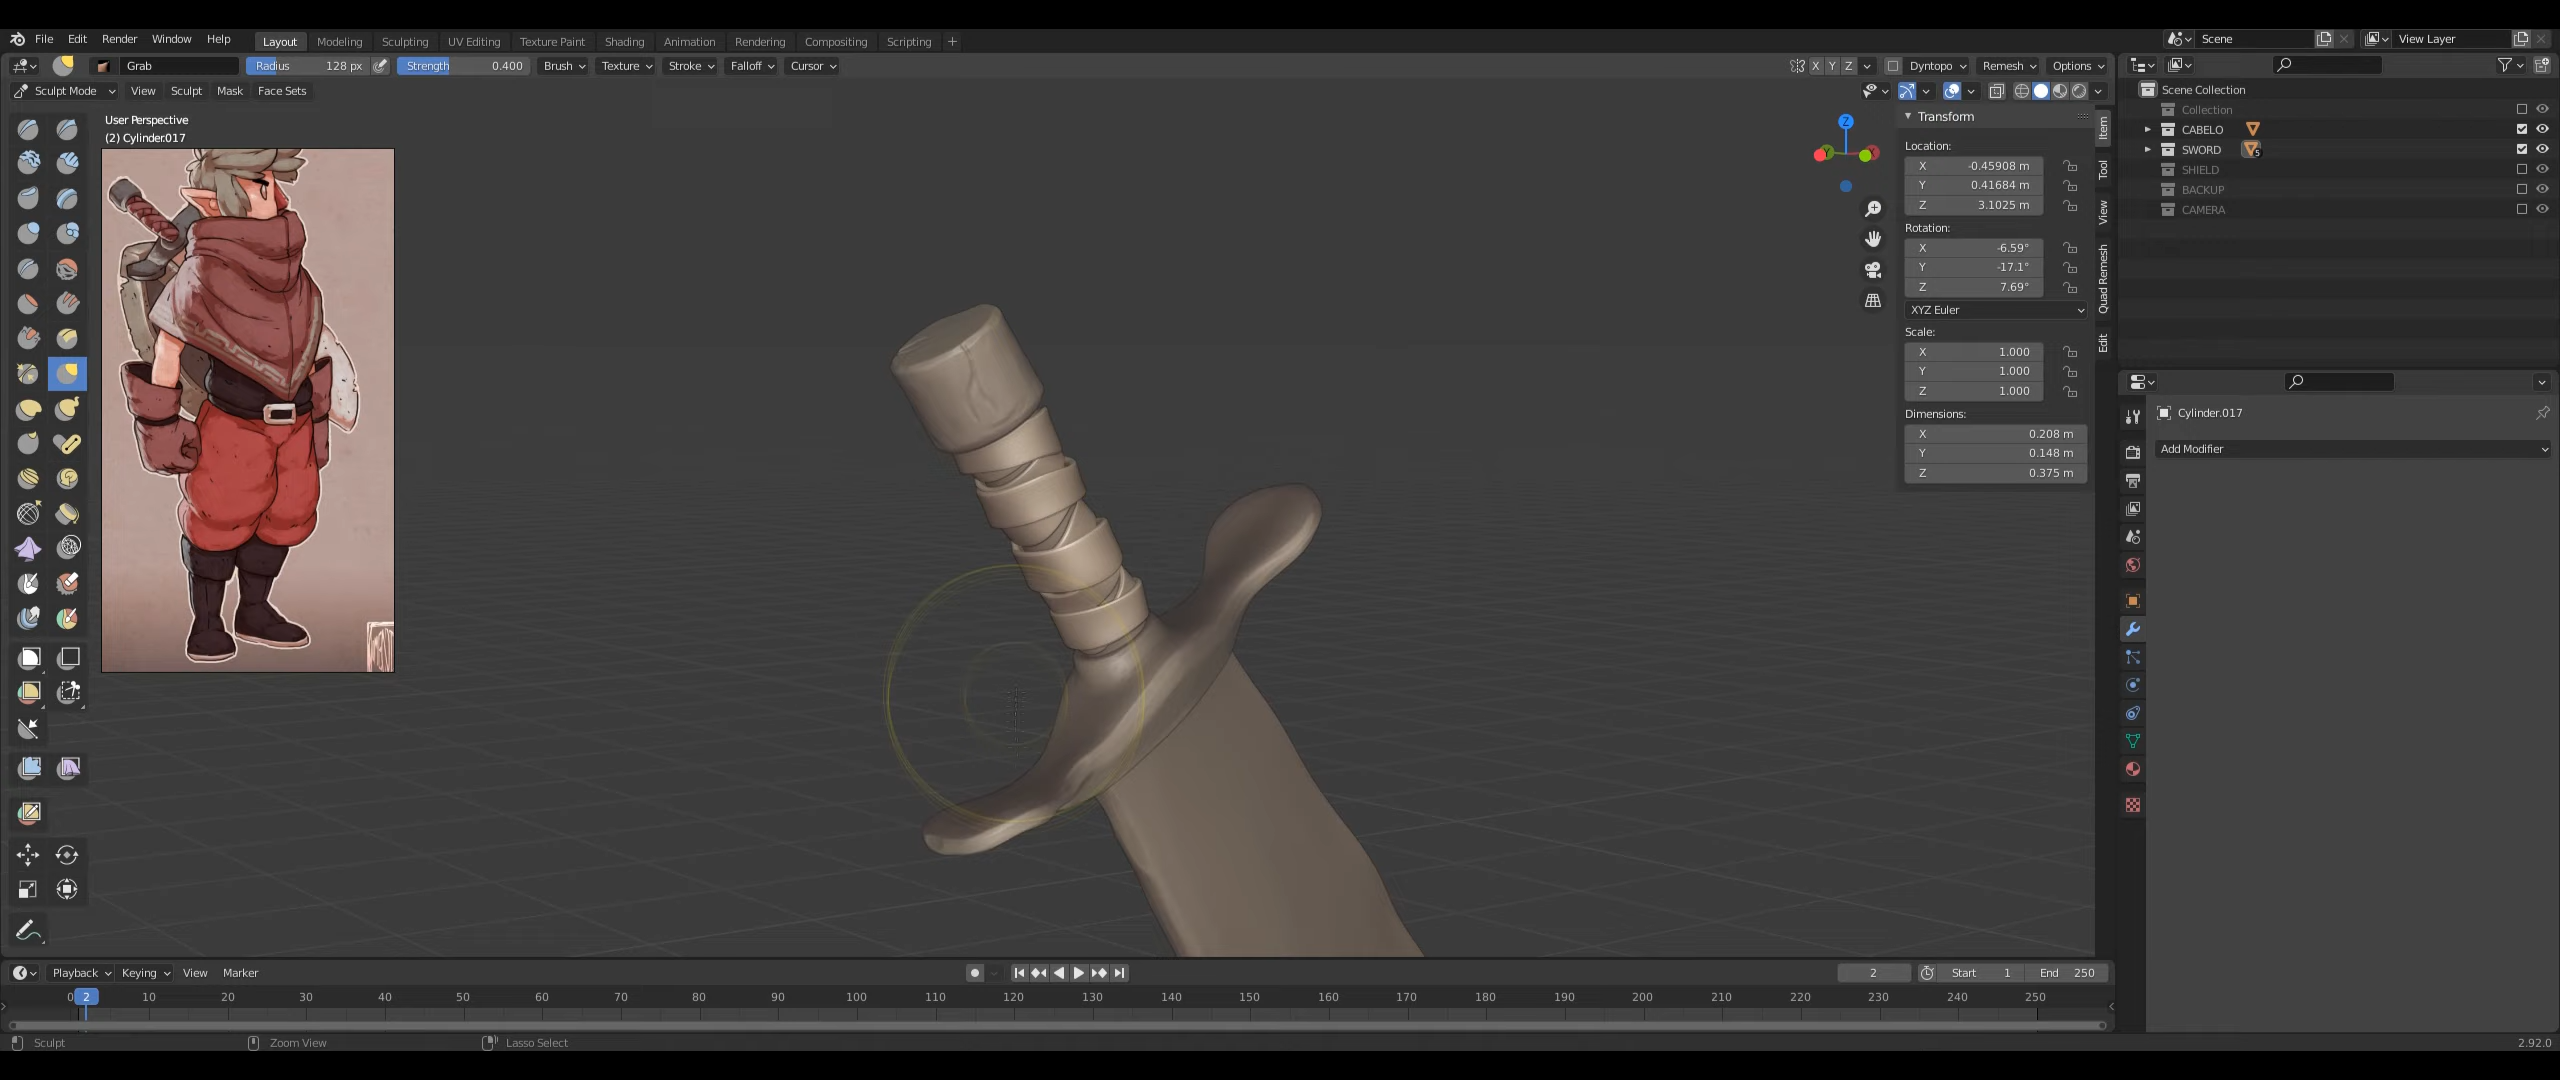 File Edit Render Window Help Layout Modeling Sculpting UV Editing Texture Paint Shading Animation Rendering Compositing Scripting + Scene View Layer
Grab Radius 128 px Strength 0.400 Brush Texture Stroke Falloff Cursor X Y Z Dyntopo Remesh Options
Sculpt Mode View Sculpt Mask Face Sets
User Perspective
(2) Cylinder.017
Z
Y
Transform
Location:
X -0.45908 m
Y 0.41684 m
Z 3.1025 m
Rotation:
X -6.59°
Y -17.1°
Z 7.69°
XYZ Euler
Scale:
X 1.000
Y 1.000
Z 1.000
Dimensions:
X 0.208 m
Y 0.148 m
Z 0.375 m
Item
Tool
View
Quad Remesh
Edit
Scene Collection
Collection
CABELO
SWORD 5
SHIELD
BACKUP
CAMERA
Cylinder.017
Add Modifier
Playback Keying View Marker 2 Start 1 End 250
0 2 10 20 30 40 50 60 70 80 90 100 110 120 130 140 150 160 170 180 190 200 210 220 230 240 250
Sculpt Zoom View Lasso Select 2.92.0